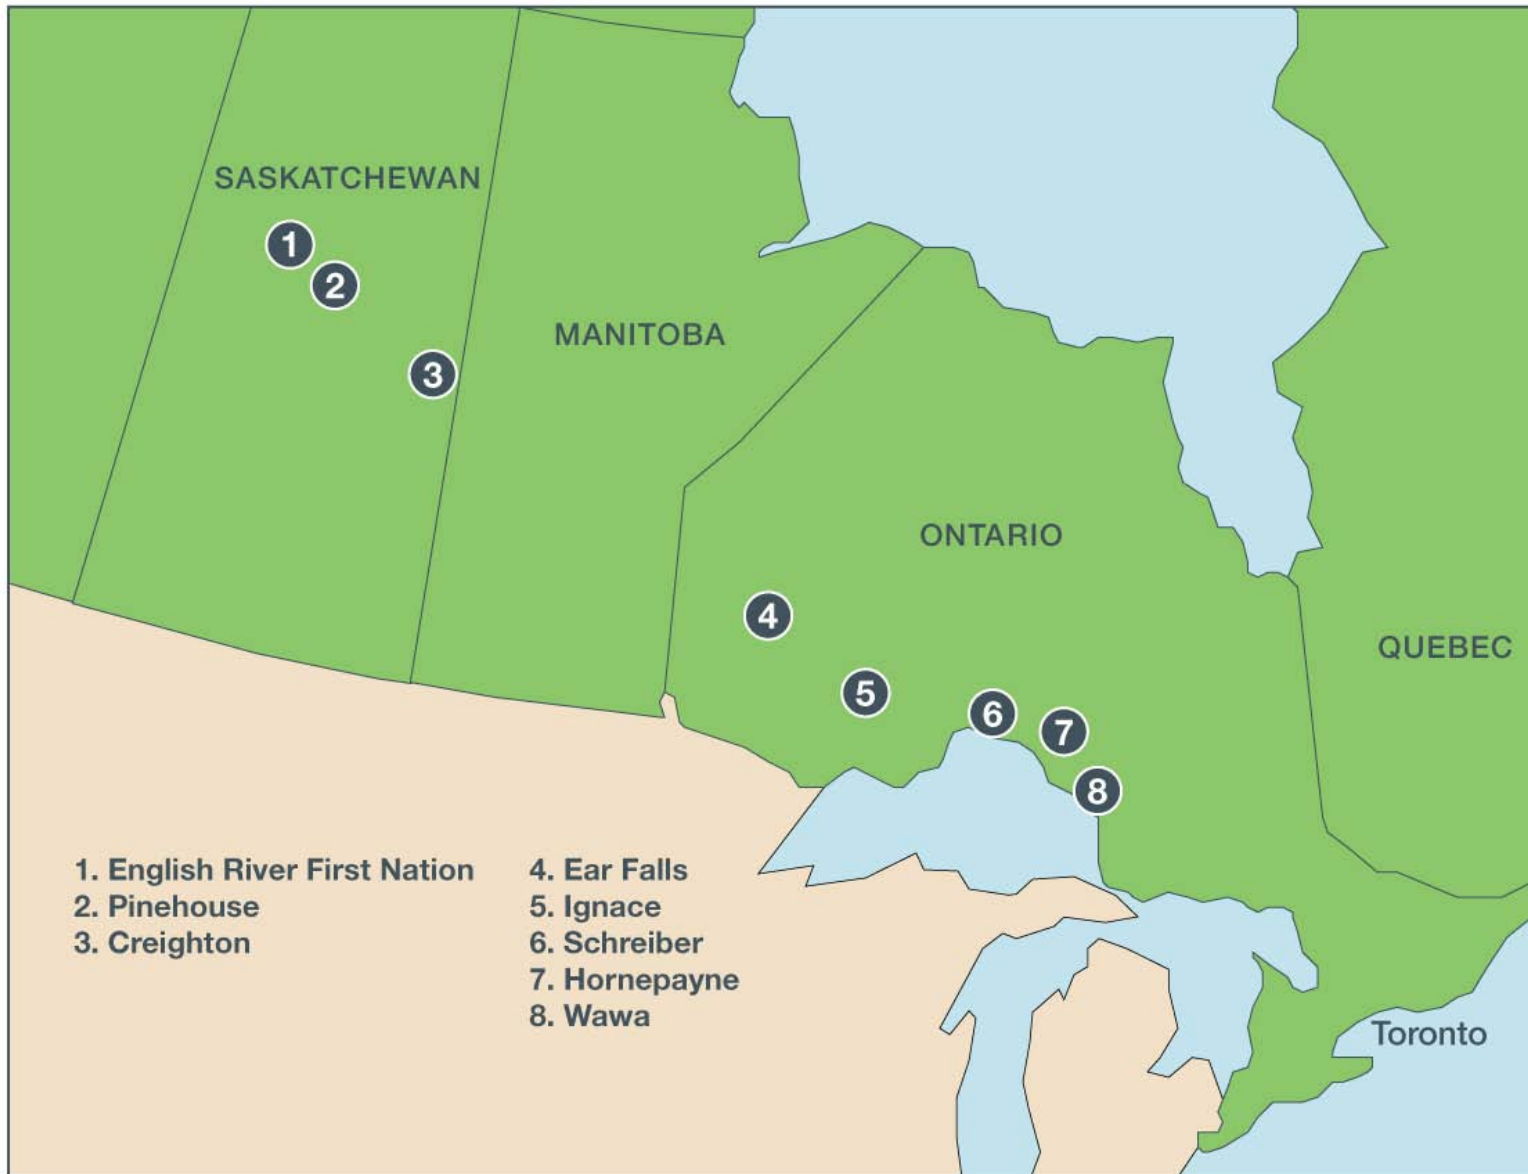 SASKATCHEWAN
1
2
3
MANITOBA
ONTARIO
4
5
6
7
8
QUEBEC
1. English River First Nation
2. Pinehouse
3. Creighton
4. Ear Falls
5. Ignace
6. Schreiber
7. Hornepayne
8. Wawa
Toronto